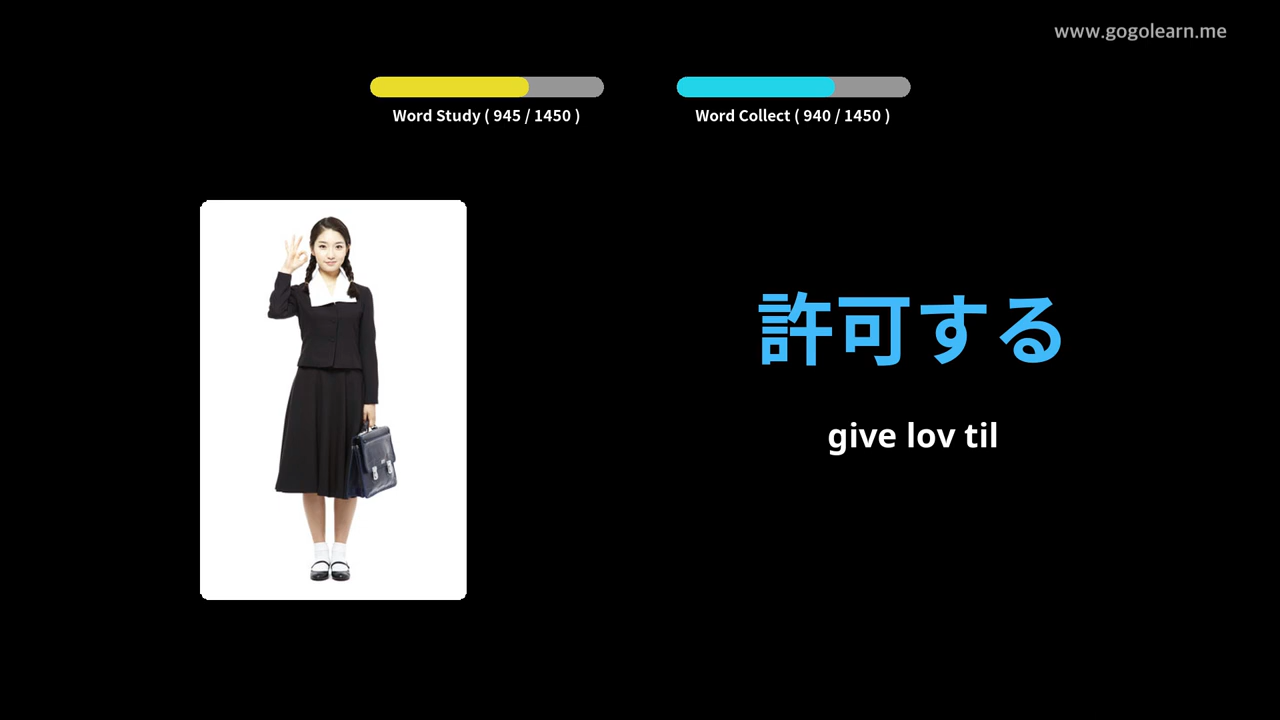 www.gogolearn.me
Word Study ( 945 / 1450 )
Word Collect ( 940 / 1450 )
許可する
give lov til